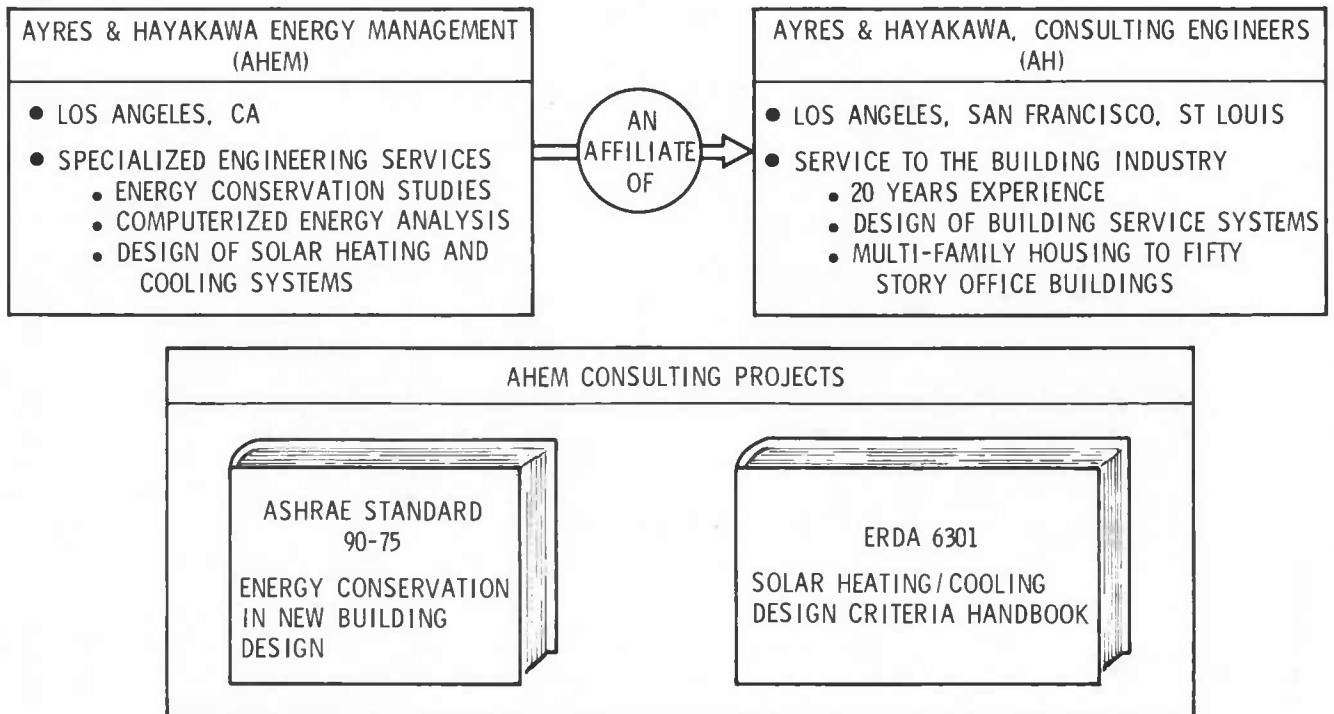 AYRES & HAYAKAWA ENERGY MANAGEMENT
(AHEM)
● LOS ANGELES, CA
● SPECIALIZED ENGINEERING SERVICES
● ENERGY CONSERVATION STUDIES
● COMPUTERIZED ENERGY ANALYSIS
● DESIGN OF SOLAR HEATING AND
COOLING SYSTEMS
AN
AFFILIATE
OF
AYRES & HAYAKAWA, CONSULTING ENGINEERS
(AH)
● LOS ANGELES, SAN FRANCISCO, ST LOUIS
● SERVICE TO THE BUILDING INDUSTRY
● 20 YEARS EXPERIENCE
● DESIGN OF BUILDING SERVICE SYSTEMS
● MULTI-FAMILY HOUSING TO FIFTY
STORY OFFICE BUILDINGS
AHEM CONSULTING PROJECTS
ASHRAE STANDARD
90-75
ENERGY CONSERVATION
IN NEW BUILDING
DESIGN
ERDA 6301
SOLAR HEATING/COOLING
DESIGN CRITERIA HANDBOOK